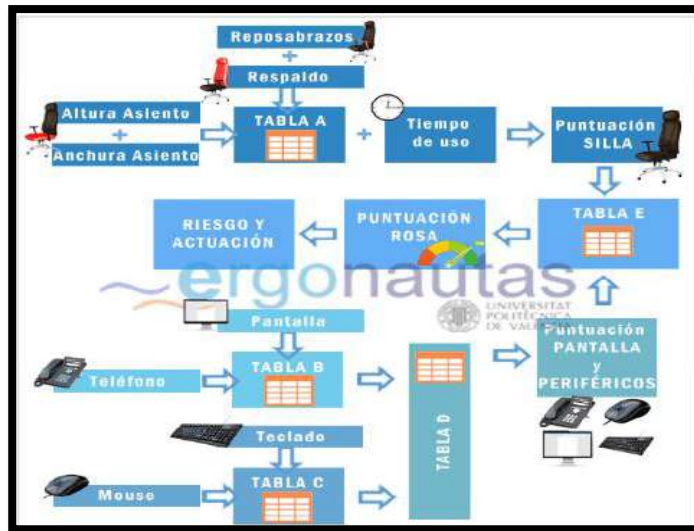 Reposabrazos
+
Respaldo
Altura Asiento
+
Anchura Asiento
TABLA A
+
Tiempo
de uso
Puntuación
SILLA
RIESGO Y
ACTUACIÓN
PUNTUACIÓN
ROSA
TABLA E
ergonautas
UNIVERSITAT
POLITÈCNICA
DE VALÈNCIA
Pantalla
Teléfono
TABLA B
Teclado
Mouse
TABLA C
TABLA D
Puntuación
PANTALLA
y
PERIFÉRICOS